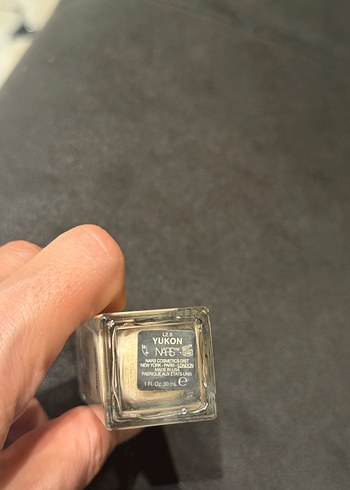 L2.8
YUKON
NARS
NARS COSMETICS DIST
NEW YORK · PARIS · LONDON
MADE IN USA
FABRIQUÉ AUX ÉTATS-UNIS
1 Fl Oz 30 mL e